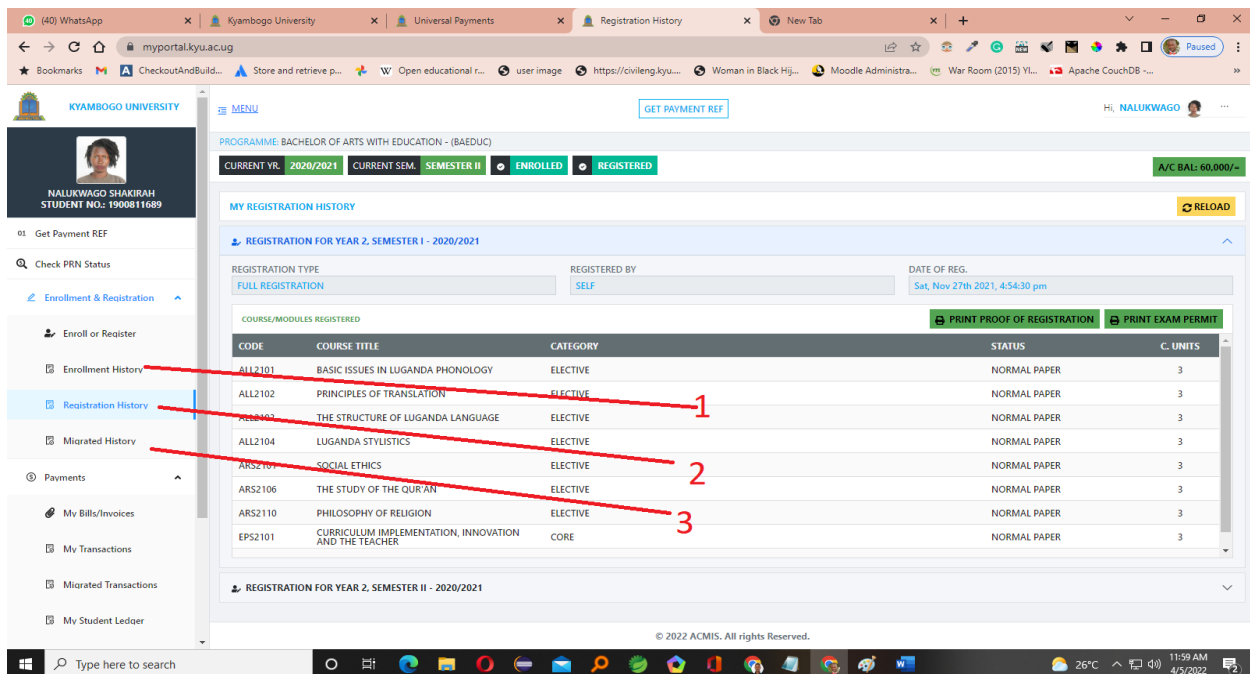 (40) WhatsApp
Kyambogo University
Universal Payments
Registration History
New Tab
myportal.kyu.ac.ug
Paused
Bookmarks
CheckoutAndBuild...
Store and retrieve p...
Open educational r...
user image
https://civileng.kyu....
Woman in Black Hij...
Moodle Administra...
War Room (2015) YI...
Apache CouchDB -...
KYAMBOGO UNIVERSITY
MENU
GET PAYMENT REF
Hi, NALUKWAGO
PROGRAMME: BACHELOR OF ARTS WITH EDUCATION - (BAEDUC)
CURRENT YR. 2020/2021 CURRENT SEM. SEMESTER II ENROLLED REGISTERED
A/C BAL: 60,000/=
NALUKWAGO SHAKIRAH
STUDENT NO.: 1900811689
01 Get Payment REF
Check PRN Status
Enrollment & Registration
Enroll or Register
Enrollment History
Registration History
Migrated History
Payments
My Bills/Invoices
My Transactions
Migrated Transactions
My Student Ledger
MY REGISTRATION HISTORY
RELOAD
REGISTRATION FOR YEAR 2, SEMESTER I - 2020/2021
REGISTRATION TYPE REGISTERED BY DATE OF REG.
FULL REGISTRATION SELF Sat, Nov 27th 2021, 4:54:30 pm
COURSE/MODULES REGISTERED
PRINT PROOF OF REGISTRATION PRINT EXAM PERMIT
CODE COURSE TITLE CATEGORY STATUS C. UNITS
ALL2101 BASIC ISSUES IN LUGANDA PHONOLOGY ELECTIVE NORMAL PAPER 3
ALL2102 PRINCIPLES OF TRANSLATION ELECTIVE NORMAL PAPER 3
1
ALL2103 THE STRUCTURE OF LUGANDA LANGUAGE ELECTIVE NORMAL PAPER 3
ALL2104 LUGANDA STYLISTICS ELECTIVE NORMAL PAPER 3
ARS2101 SOCIAL ETHICS ELECTIVE NORMAL PAPER 3
2
ARS2106 THE STUDY OF THE QUR'AN ELECTIVE NORMAL PAPER 3
ARS2110 PHILOSOPHY OF RELIGION ELECTIVE NORMAL PAPER 3
3
EPS2101 CURRICULUM IMPLEMENTATION, INNOVATION AND THE TEACHER CORE NORMAL PAPER 3
REGISTRATION FOR YEAR 2, SEMESTER II - 2020/2021
© 2022 ACMIS. All rights Reserved.
Type here to search
26°C
11:59 AM
4/5/2022
2